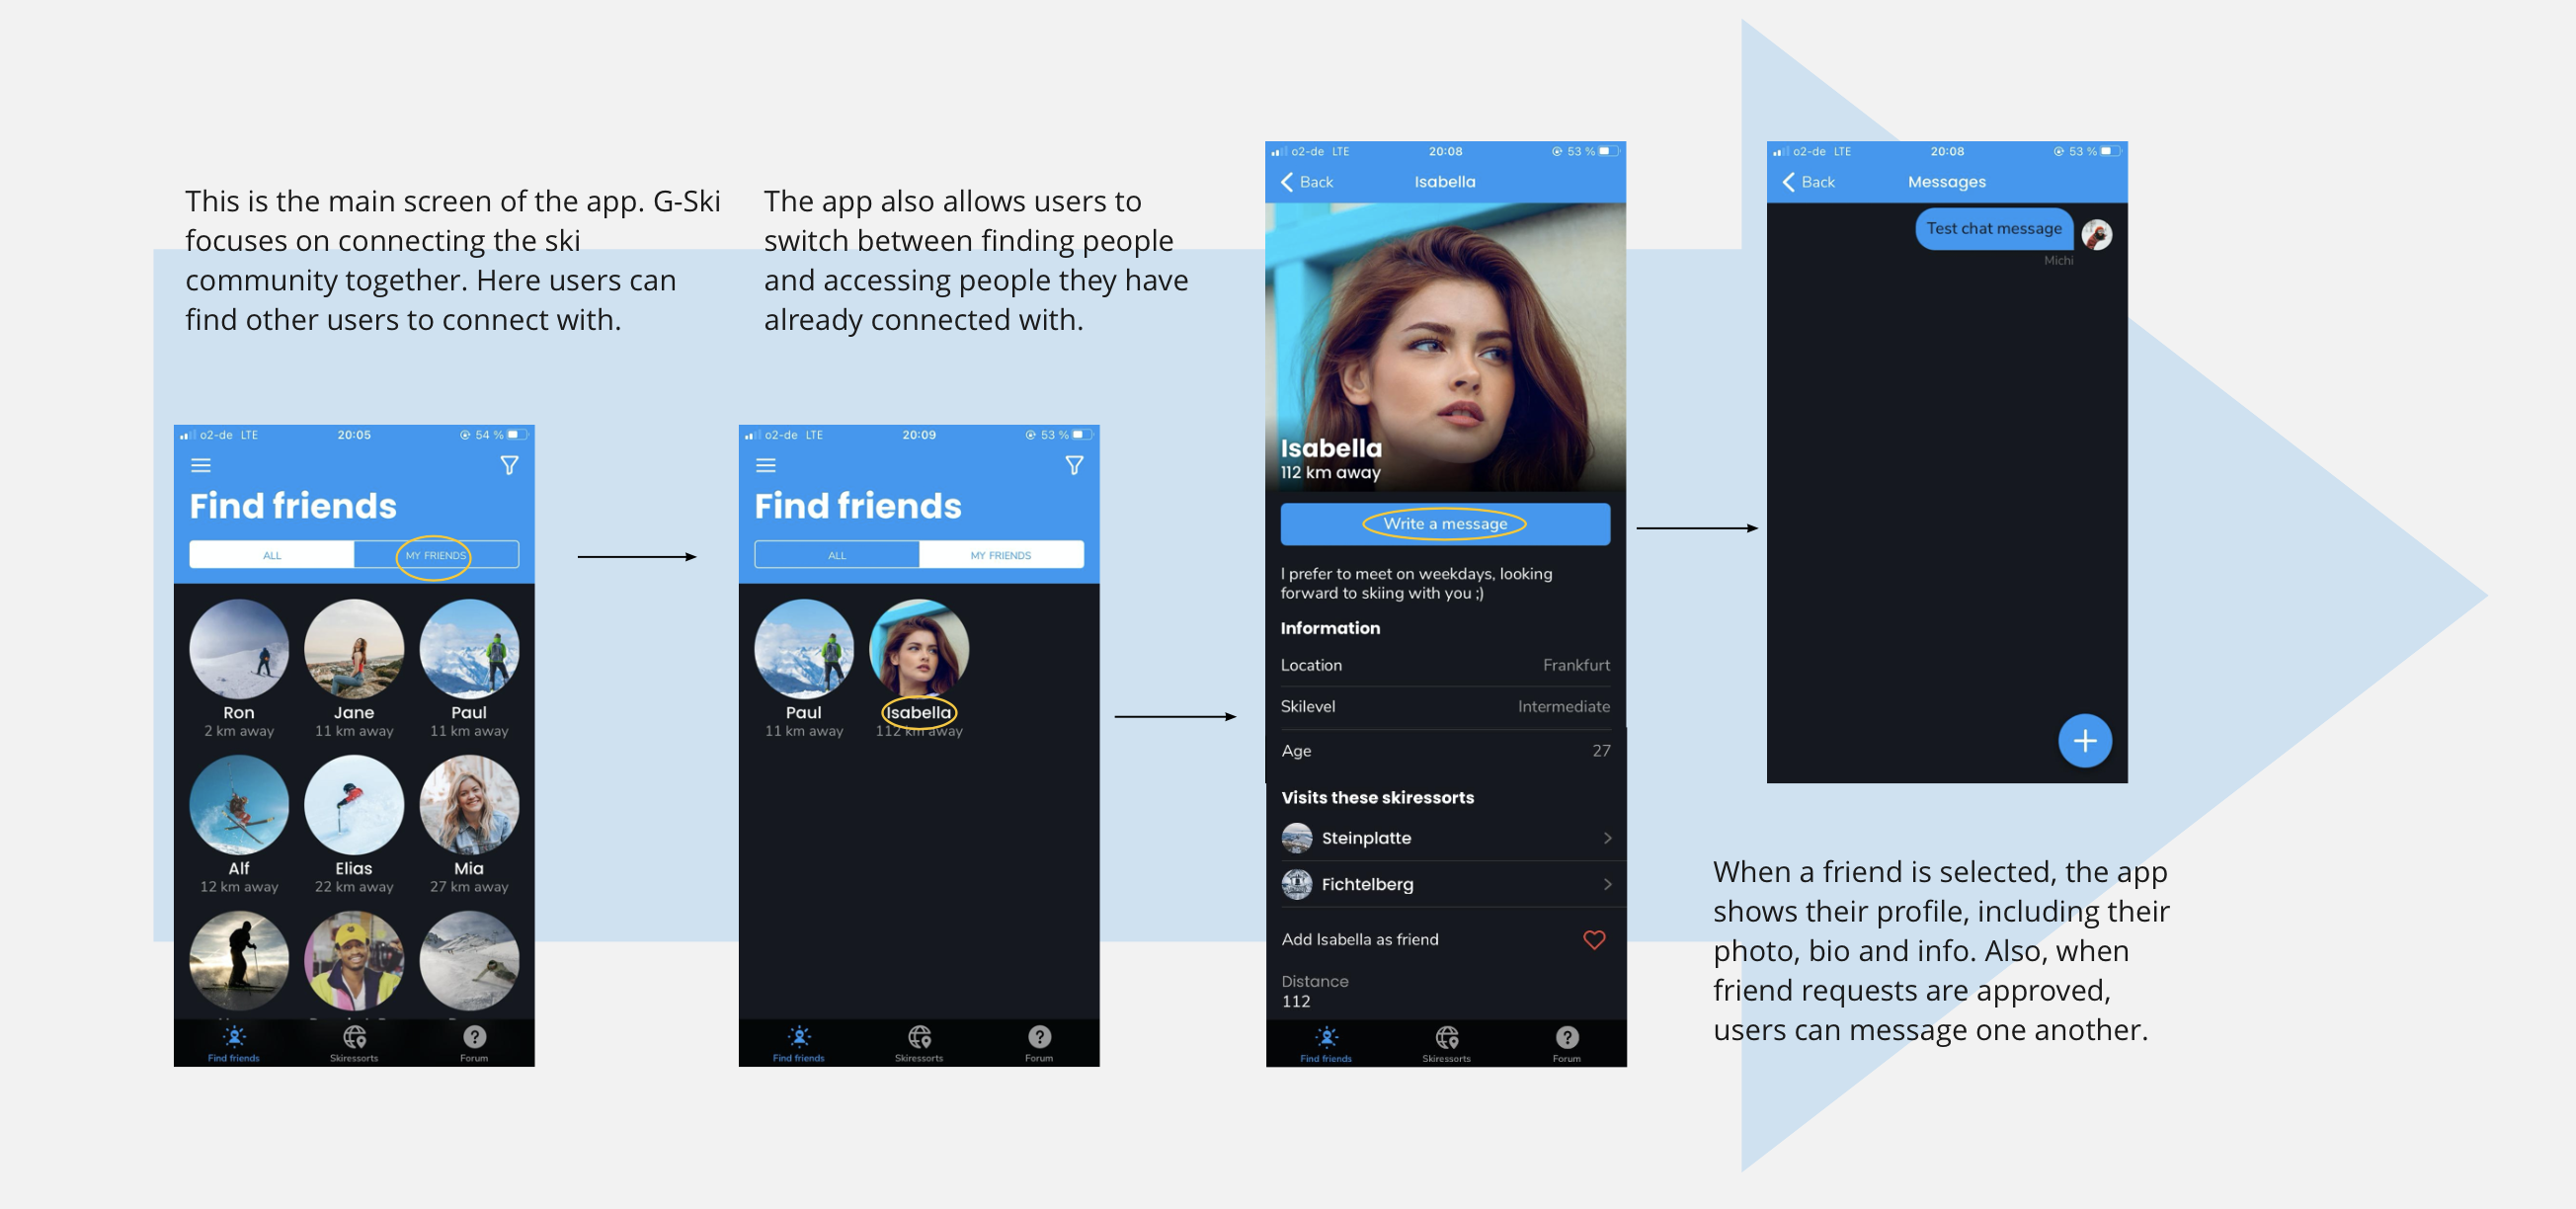 This is the main screen of the app. G-Ski
focuses on connecting the ski
community together. Here users can
find other users to connect with.
The app also allows users to
switch between finding people
and accessing people they have
already connected with.
o2-de LTE 20:05 54 %
Find friends
ALL MY FRIENDS
Ron Jane Paul
2 km away 11 km away 11 km away
Alf Elias Mia
12 km away 22 km away 27 km away
Find friends Skiressorts Forum
o2-de LTE 20:09 53 %
Find friends
ALL MY FRIENDS
Paul Isabella
11 km away 112 km away
Find friends Skiressorts Forum
o2-de LTE 20:08 53 %
Back Isabella
Isabella
112 km away
Write a message
I prefer to meet on weekdays, looking
forward to skiing with you ;)
Information
Location Frankfurt
Skilevel Intermediate
Age 27
Visits these skiressorts
Steinplatte
Fichtelberg
Add Isabella as friend
Distance
112
Find friends Skiressorts Forum
o2-de LTE 20:08 53 %
Back Messages
Test chat message
Michi
When a friend is selected, the app
shows their profile, including their
photo, bio and info. Also, when
friend requests are approved,
users can message one another.